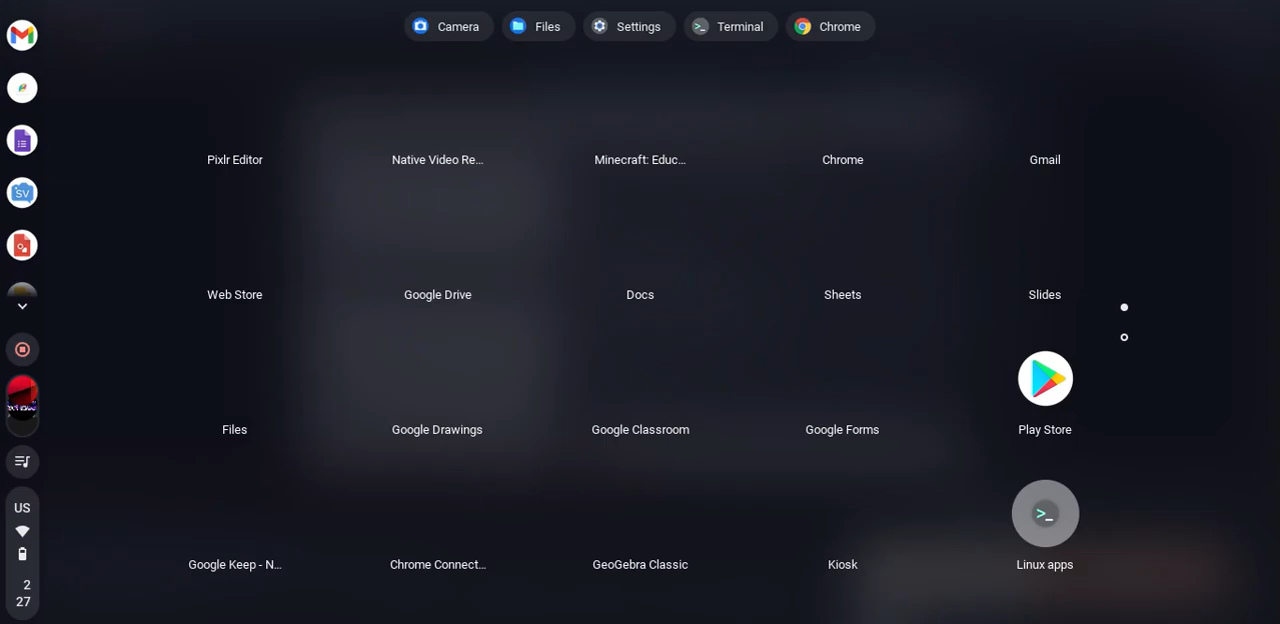 Camera
Files
Settings
Terminal
Chrome
Pixlr Editor
Native Video Re...
Minecraft: Educ...
Chrome
Gmail
Web Store
Google Drive
Docs
Sheets
Slides
Files
Google Drawings
Google Classroom
Google Forms
Play Store
>_
Google Keep - N...
Chrome Connect...
GeoGebra Classic
Kiosk
Linux apps
SV
US
2
27